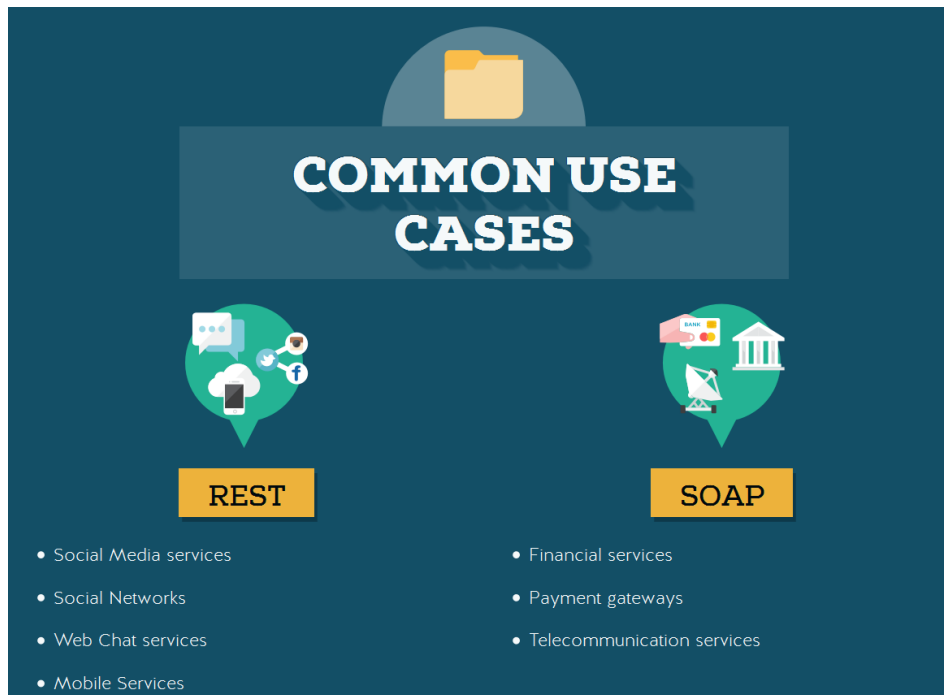 COMMON USE
CASES
BANK
REST
• Social Media services
• Social Networks
• Web Chat services
• Mobile Services
SOAP
• Financial services
• Payment gateways
• Telecommunication services